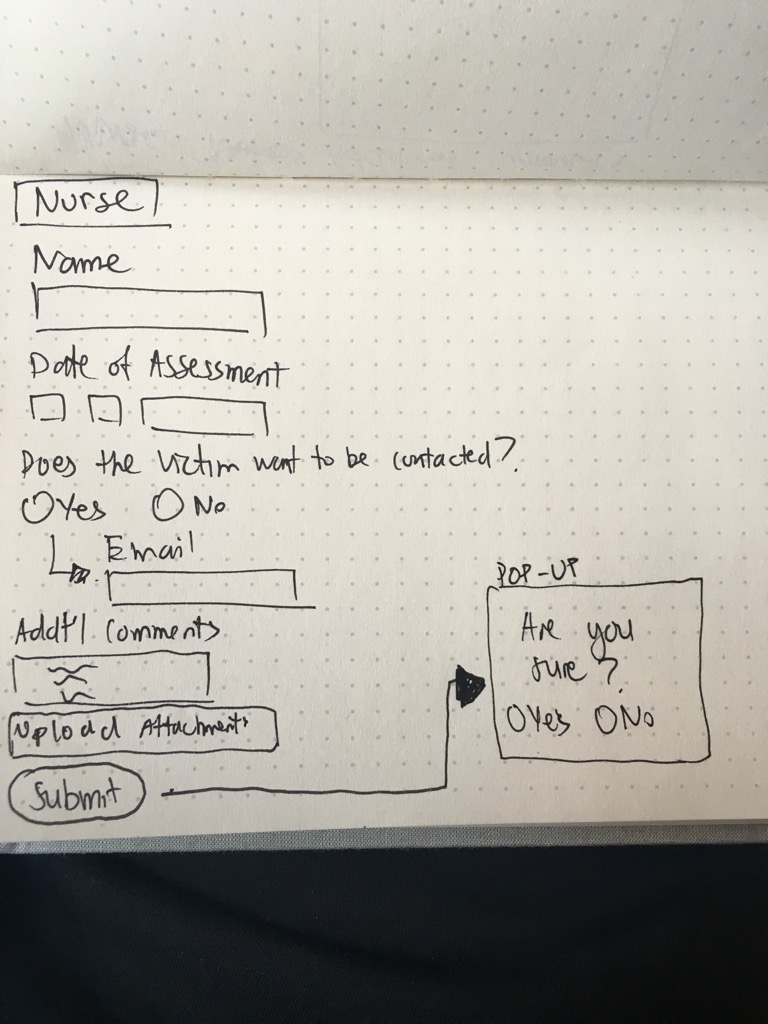 Nurse
Name
Date of Assessment
Does the victim want to be contacted?
Yes No
Email
Addt'l Comments
Upload Attachments
Submit
POP-UP
Are you
sure?
Yes No